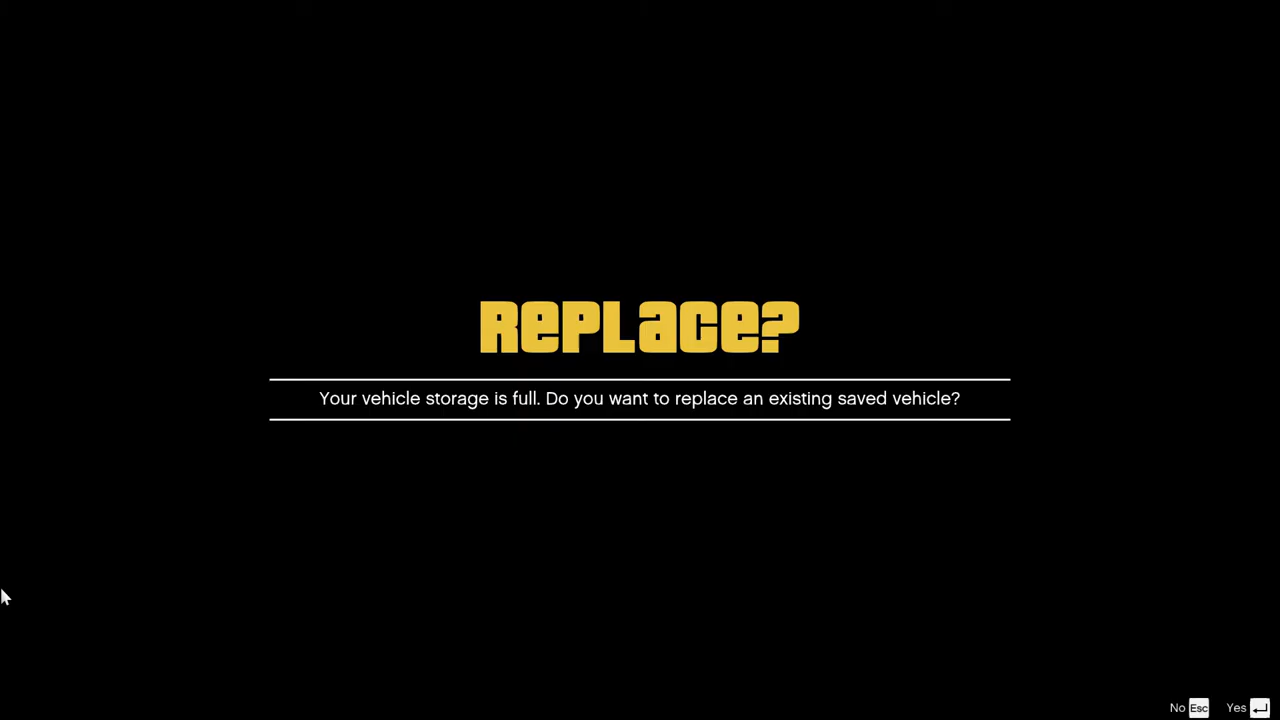 REPLACE?
Your vehicle storage is full. Do you want to replace an existing saved vehicle?
No Esc Yes